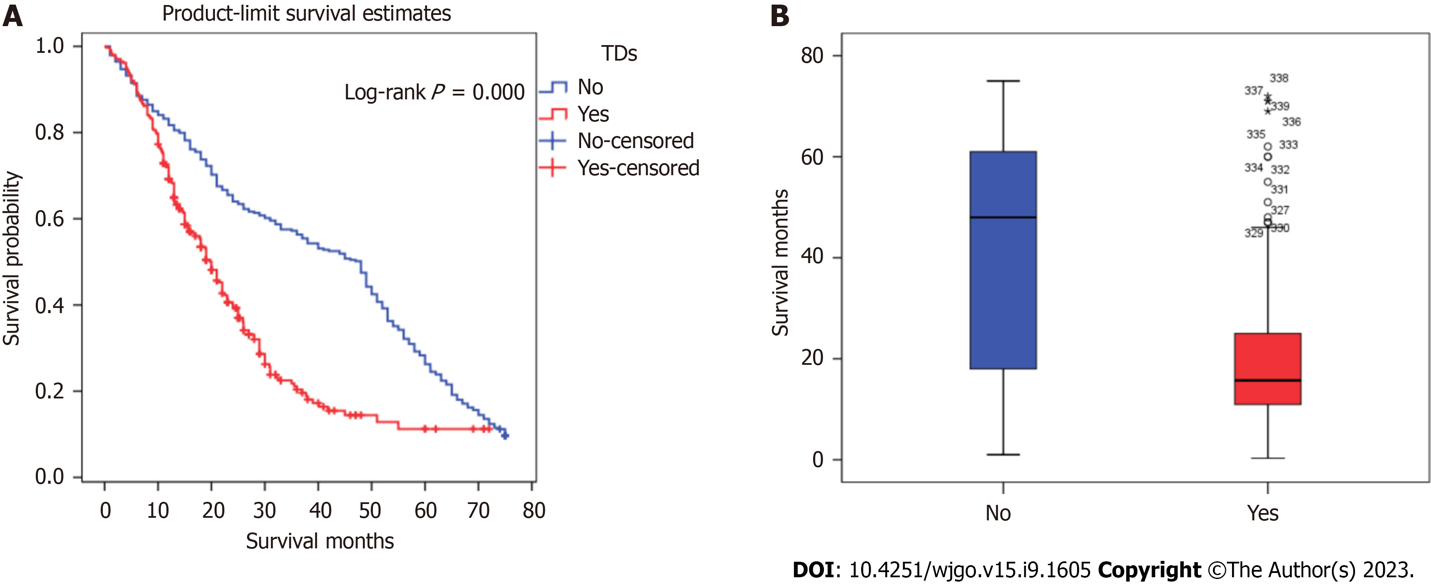 A
Product-limit survival estimates
1.0
0.8
0.6
0.4
0.2
0.0
Survival probability
0
10
20
30
40
50
60
70
80
Survival months
Log-rank P = 0.000
TDs
No
Yes
No-censored
Yes-censored
B
80
60
40
20
0
Survival months
338
337
339
336
335
333
334
332
331
327
329
330
No
Yes
DOI: 10.4251/wjgo.v15.i9.1605 Copyright ©The Author(s) 2023.